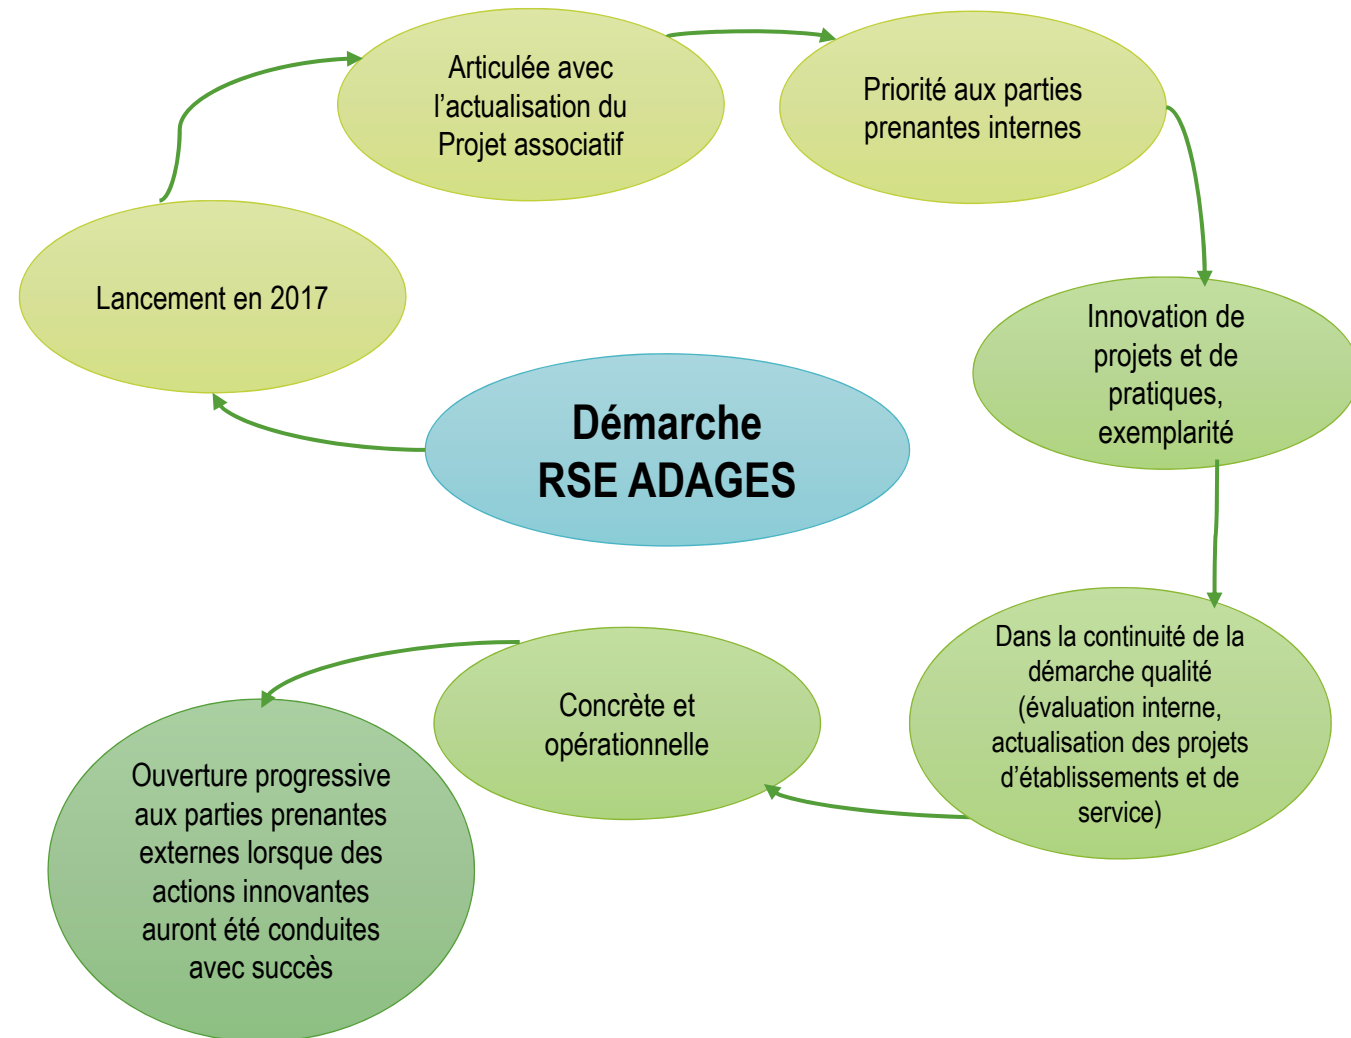 Démarche
RSE ADAGES
Lancement en 2017
Articulée avec
l’actualisation du
Projet associatif
Priorité aux parties
prenantes internes
Innovation de
projets et de
pratiques,
exemplarité
Dans la continuité de la
démarche qualité
(évaluation interne,
actualisation des projets
d’établissements et de
service)
Concrète et
opérationnelle
Ouverture progressive
aux parties prenantes
externes lorsque des
actions innovantes
auront été conduites
avec succès